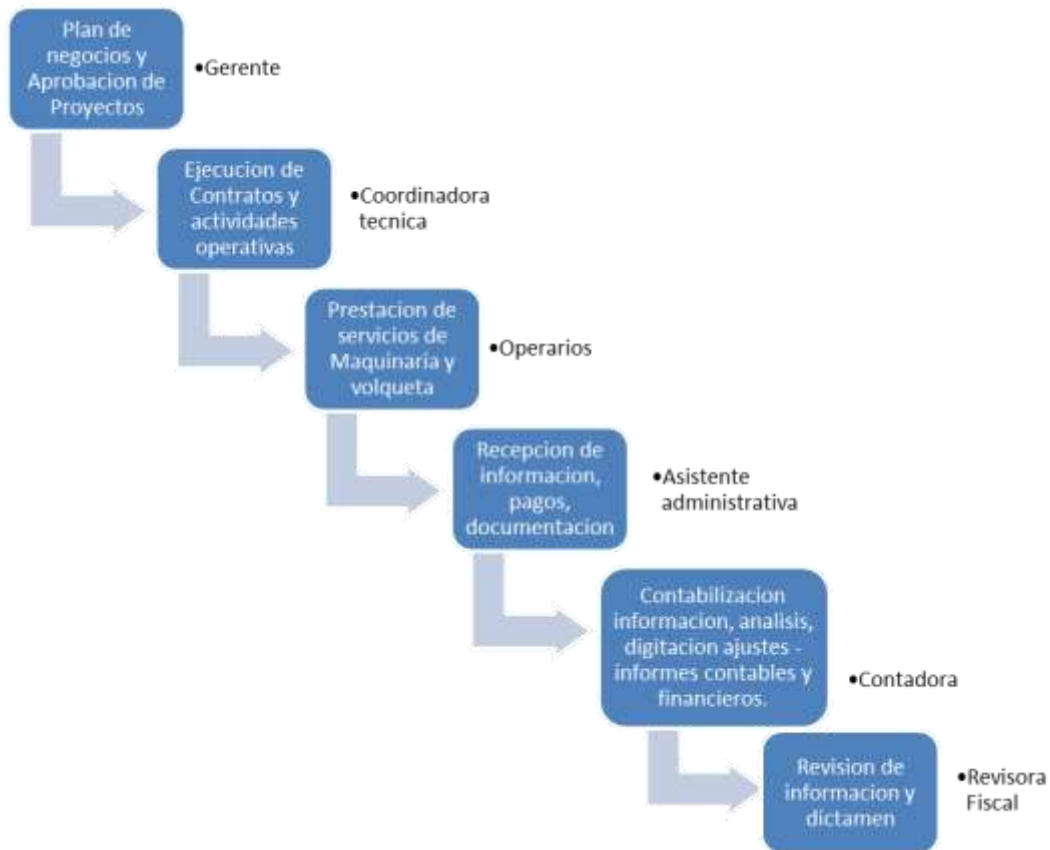 Plan de
negocios y
Aprobacion de
Proyectos
•Gerente
Ejecucion de
Contratos y
actividades
operativas
•Coordinadora
tecnica
Prestacion de
servicios de
Maquinaria y
volqueta
•Operarios
Recepcion de
informacion,
pagos,
documentacion
•Asistente
administrativa
Contabilizacion
informacion, analisis,
digitacion ajustes -
informes contables y
financieros.
•Contadora
Revision de
informacion y
dictamen
•Revisora
Fiscal